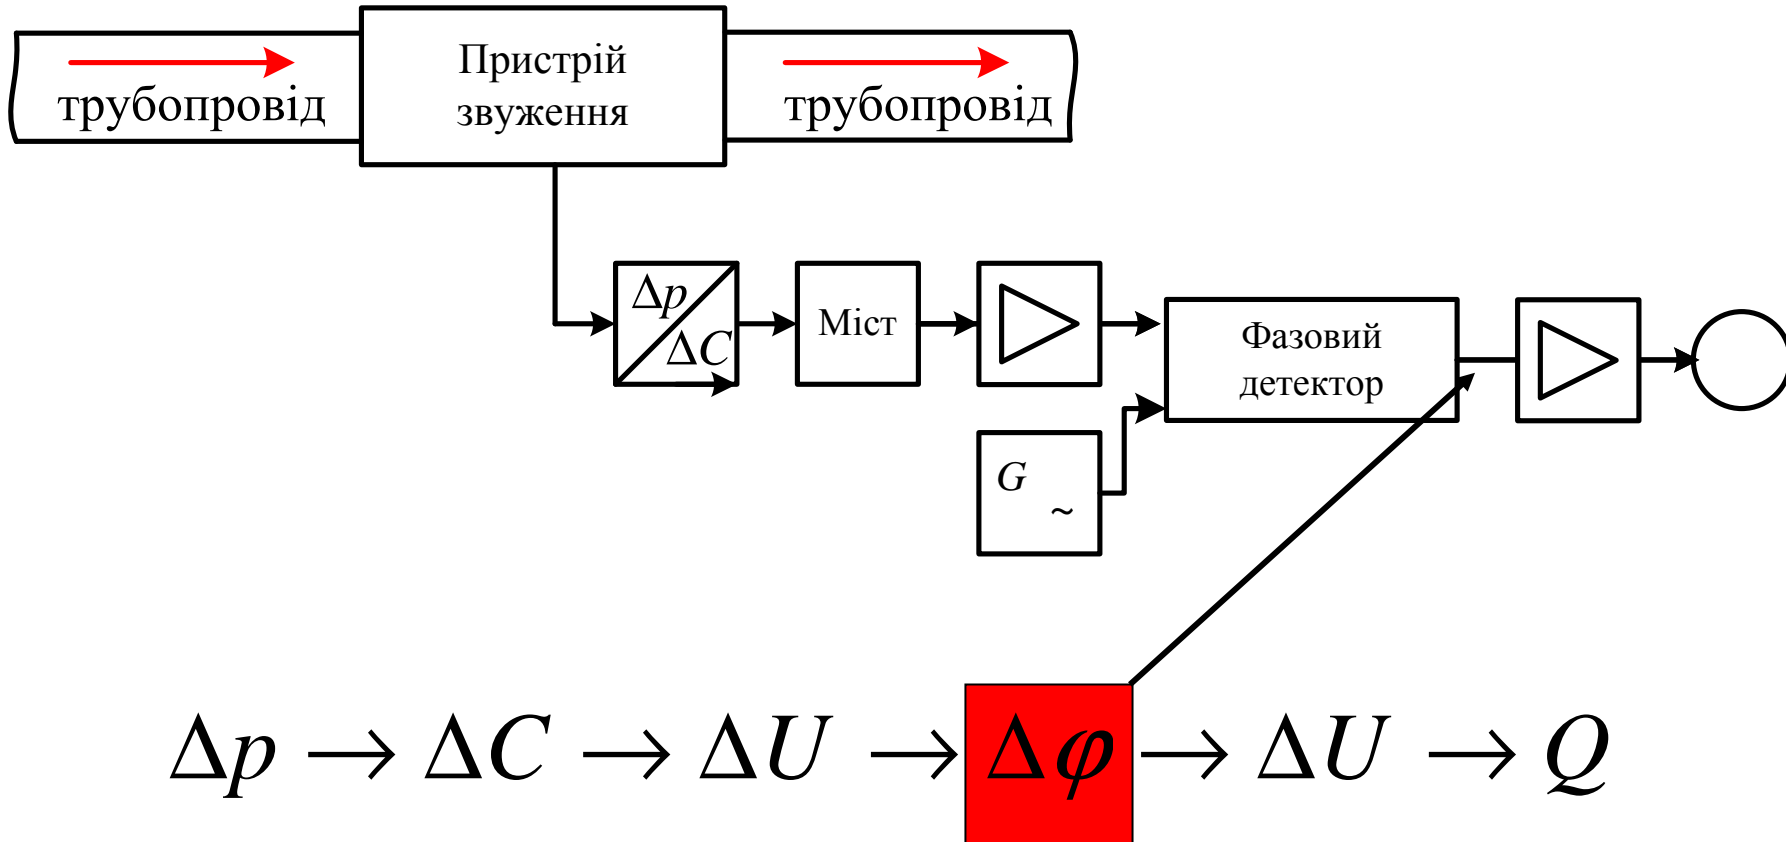 трубопровід
Пристрій
звуження
трубопровід
Δp
ΔC
Міст
Фазовий
детектор
G
~
Δp → ΔC → ΔU → Δφ → ΔU → Q